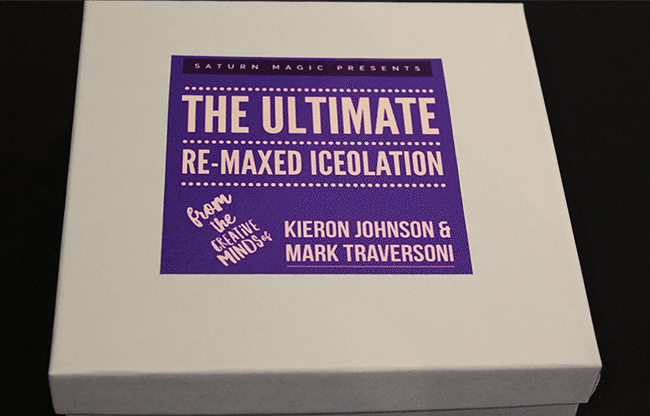 SATURN MAGIC PRESENTS
THE ULTIMATE
RE-MAXED ICEOLATION
from
the
CREATIVE
MINDS of
KIERON JOHNSON &
MARK TRAVERSONI